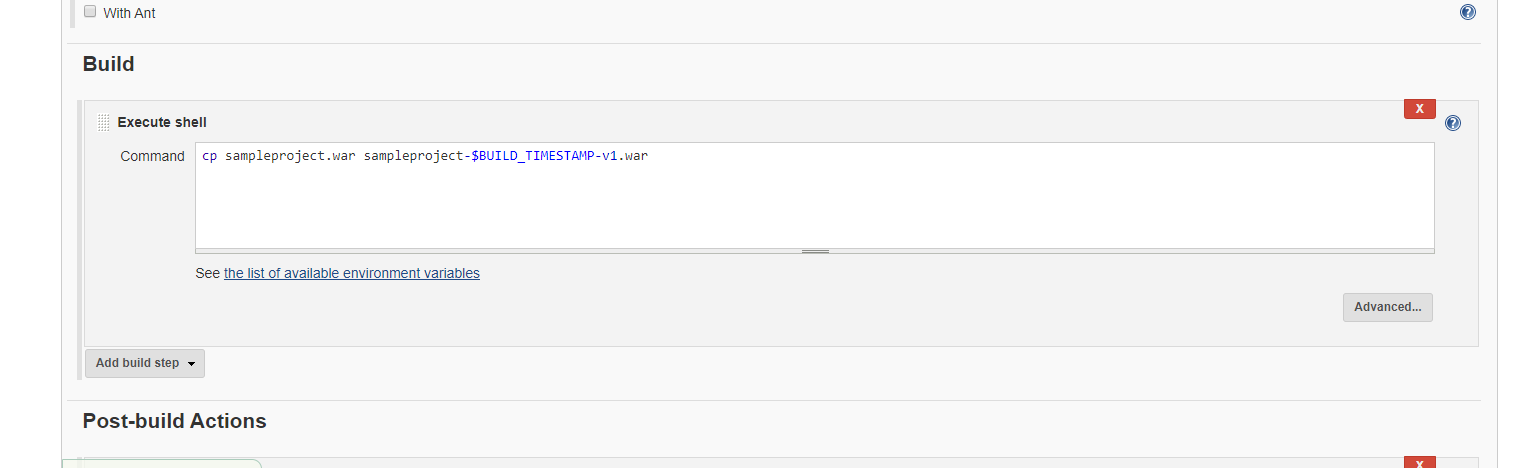 With Ant
?
Build
X
Execute shell
?
Command
cp sampleproject.war sampleproject-$BUILD_TIMESTAMP-v1.war
See the list of available environment variables
Advanced...
Add build step
Post-build Actions
X